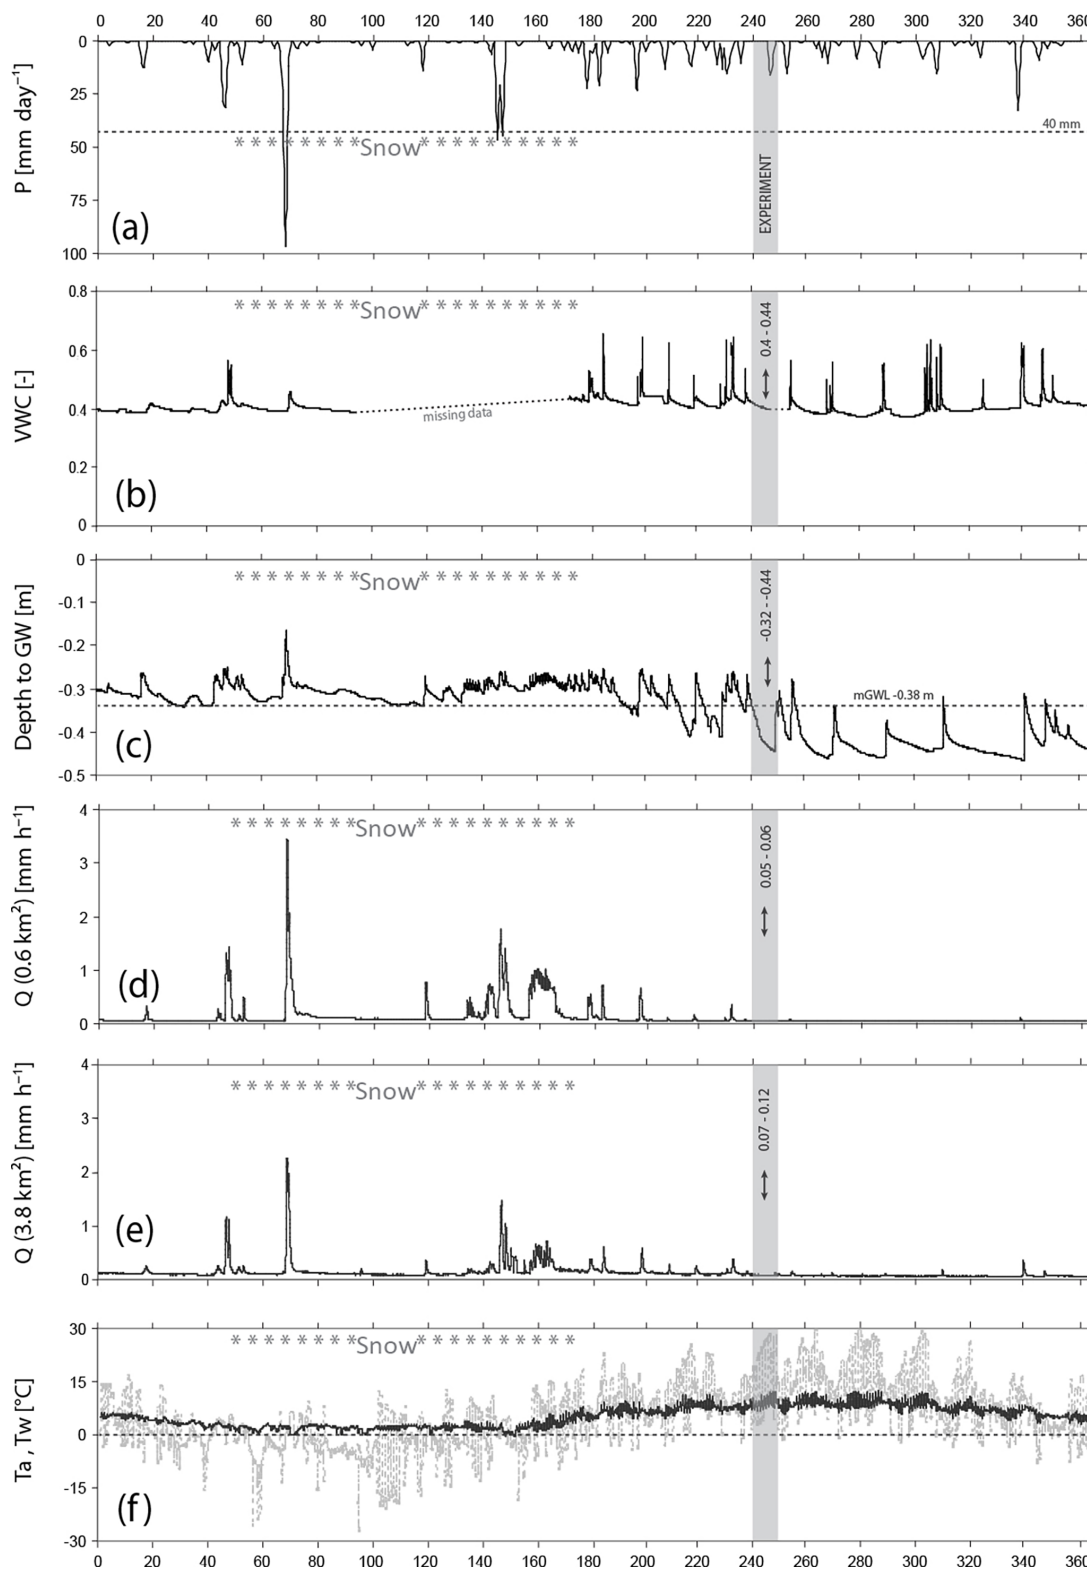 0 20 40 60 80 100 120 140 160 180 200 220 240 260 280 300 320 340 360
P [mm day⁻¹]
0
25
50
75
100
40 mm
* * * * * * * *Snow* * * * * * * * * *
EXPERIMENT
(a)
VWC [-]
0.8
0.6
0.4
0.2
0
* * * * * * * *Snow* * * * * * * * * *
0.4 - 0.44
missing data
(b)
Depth to GW [m]
0
-0.1
-0.2
-0.3
-0.4
-0.5
* * * * * * * *Snow* * * * * * * * * *
-0.32 - -0.44
mGWL -0.38 m
(c)
Q (0.6 km²) [mm h⁻¹]
4
3
2
1
0
* * * * * * * *Snow* * * * * * * * * *
0.05 - 0.06
(d)
Q (3.8 km²) [mm h⁻¹]
4
3
2
1
0
* * * * * * * *Snow* * * * * * * * * *
0.07 - 0.12
(e)
Ta , Tw [°C]
30
15
0
-15
-30
* * * * * * * *Snow* * * * * * * * * *
(f)
0 20 40 60 80 100 120 140 160 180 200 220 240 260 280 300 320 340 360